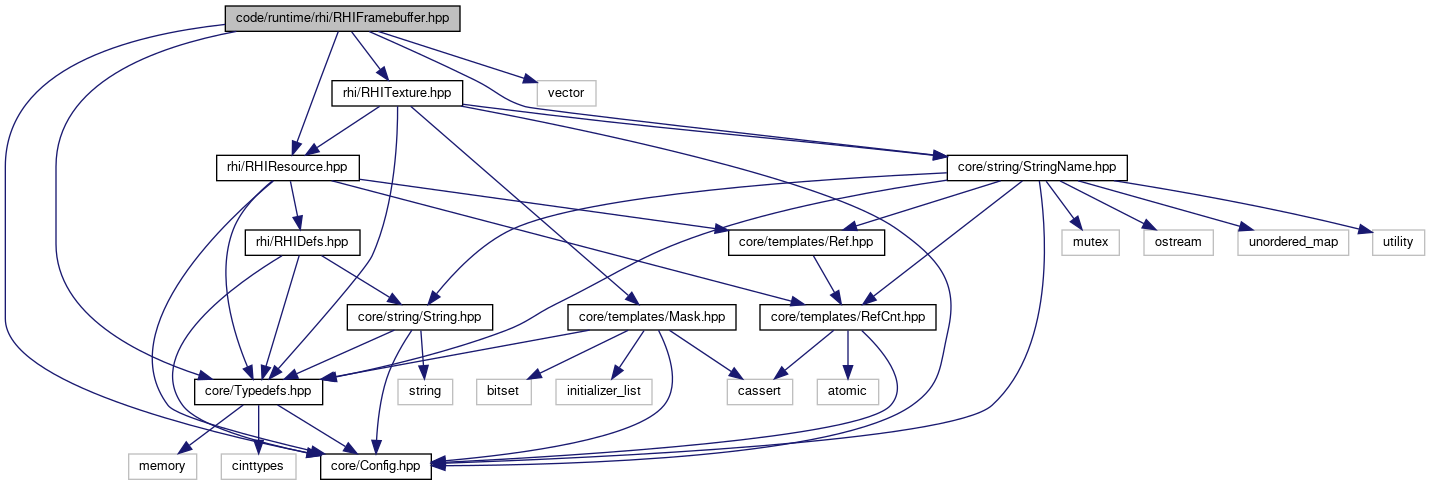 code/runtime/rhi/RHIFramebuffer.hpp
rhi/RHITexture.hpp
vector
rhi/RHIResource.hpp
core/string/StringName.hpp
rhi/RHIDefs.hpp
core/templates/Ref.hpp
mutex
ostream
unordered_map
utility
core/string/String.hpp
core/templates/Mask.hpp
core/templates/RefCnt.hpp
core/Typedefs.hpp
string
bitset
initializer_list
cassert
atomic
memory
cinttypes
core/Config.hpp